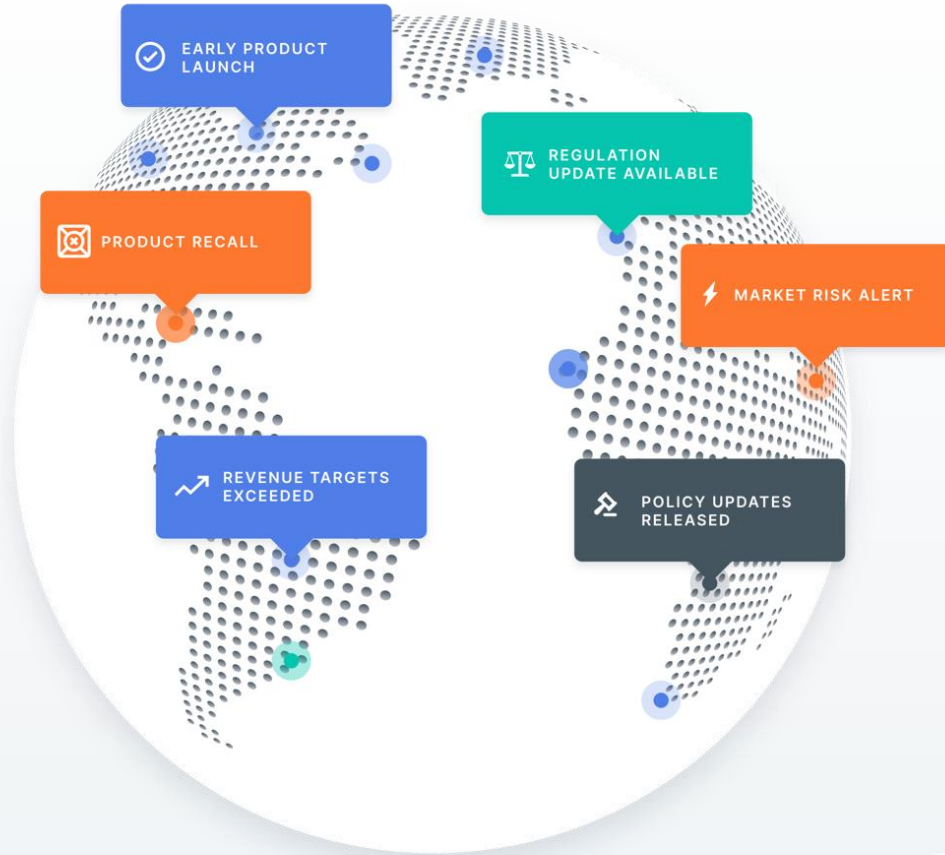 EARLY PRODUCT
LAUNCH
REGULATION
UPDATE AVAILABLE
PRODUCT RECALL
MARKET RISK ALERT
REVENUE TARGETS
EXCEEDED
POLICY UPDATES
RELEASED